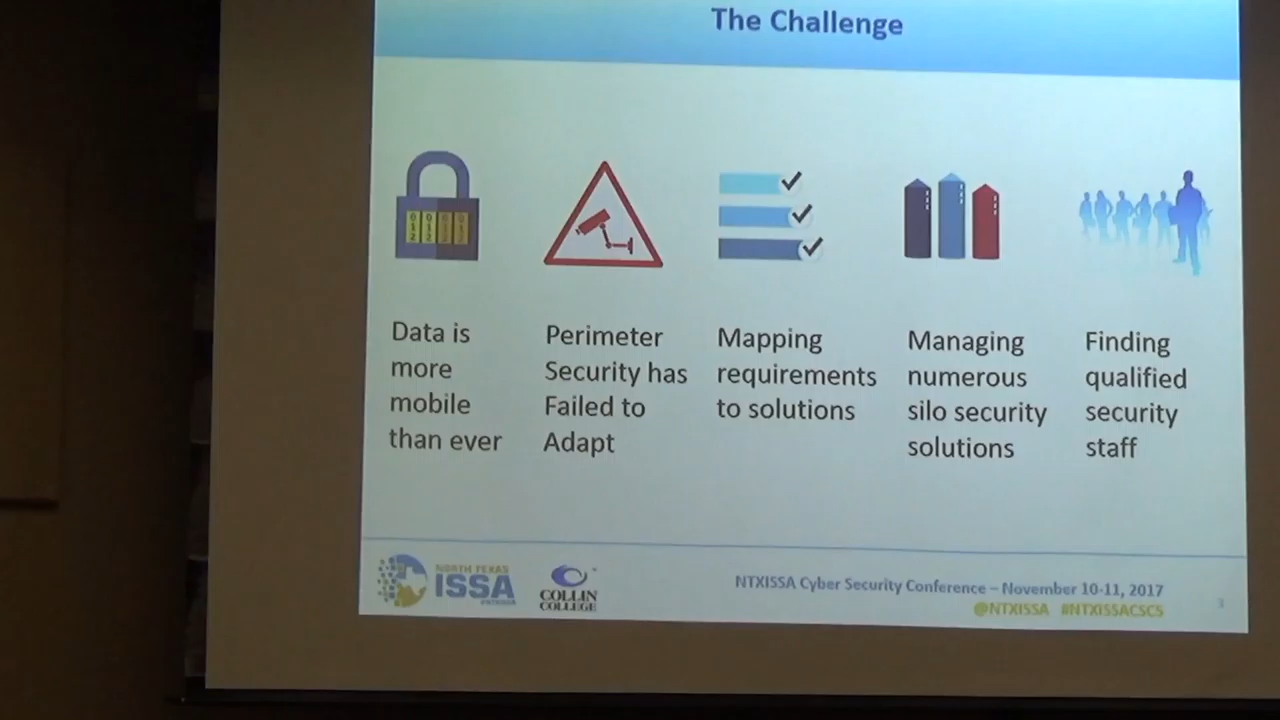 The Challenge
Data is
more
mobile
than ever
Perimeter
Security has
Failed to
Adapt
Mapping
requirements
to solutions
Managing
numerous
silo security
solutions
Finding
qualified
security
staff
NORTH TEXAS
ISSA
COLLIN
COLLEGE
NTXISSA Cyber Security Conference – November 10-11, 2017
@NTXISSA #NTXISSACSC5
3